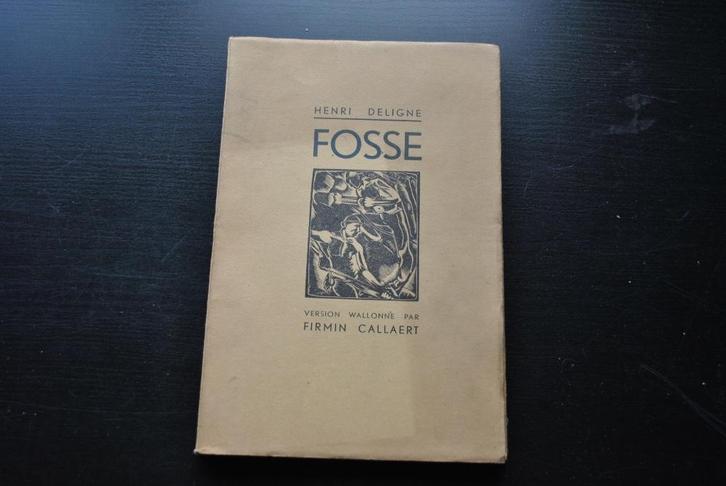 HENRI DELIGNE
FOSSE
VERSION WALLONNE PAR
FIRMIN CALLAERT